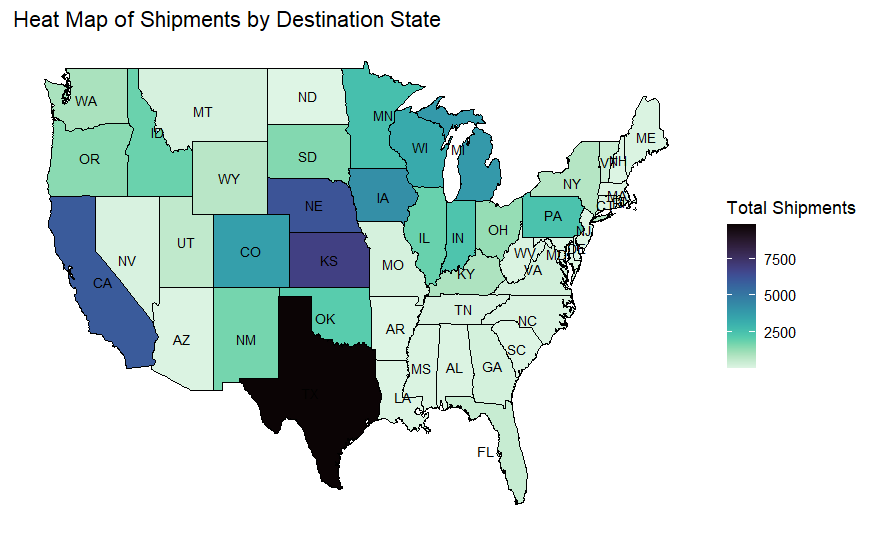 Heat Map of Shipments by Destination State
WA
MT
ND
MN
ME
ID
OR
SD
WI
MI
VT
NH
WY
NY
MA
NE
IA
PA
CT
RI
NV
UT
CO
IL
IN
OH
NJ
CA
KS
MO
KY
WV
MD
DE
VA
OK
TN
NC
AZ
NM
AR
SC
TX
MS
AL
GA
LA
FL
Total Shipments
7500
5000
2500